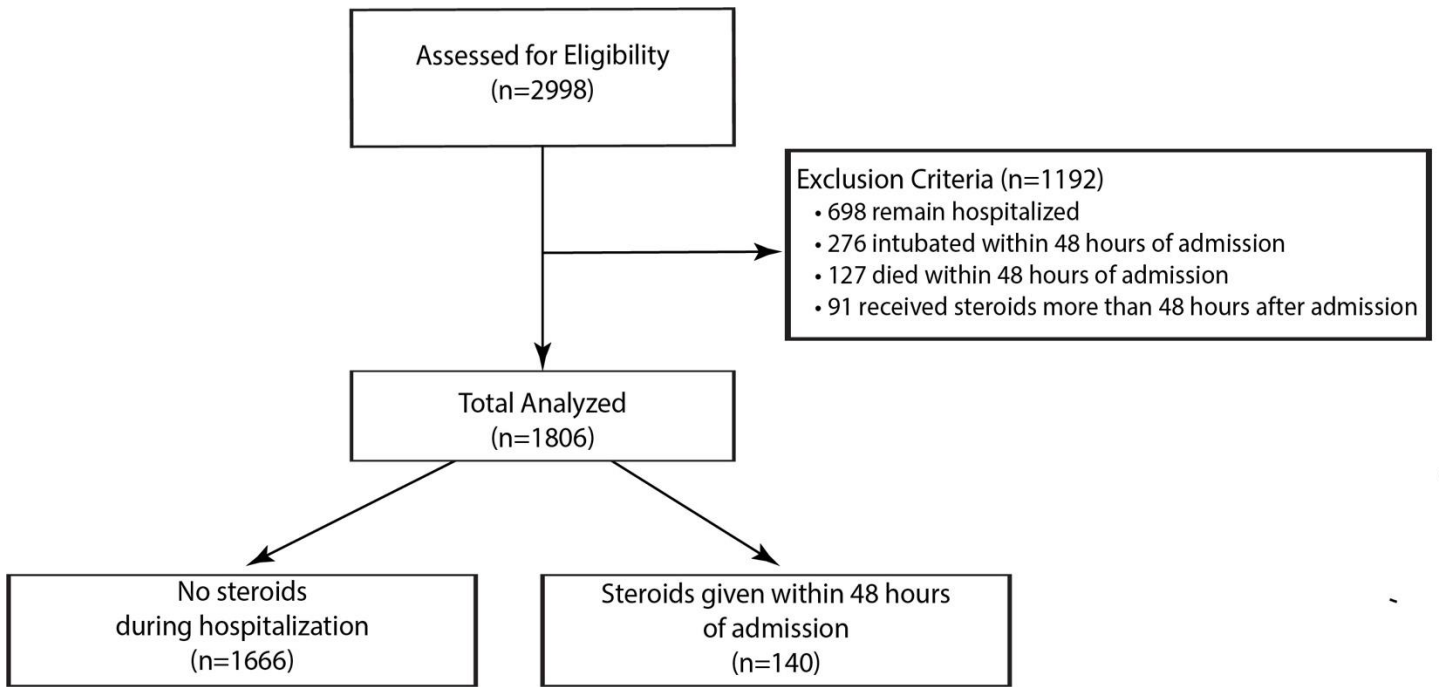 Assessed for Eligibility
(n=2998)
Exclusion Criteria (n=1192)
• 698 remain hospitalized
• 276 intubated within 48 hours of admission
• 127 died within 48 hours of admission
• 91 received steroids more than 48 hours after admission
Total Analyzed
(n=1806)
No steroids
during hospitalization
(n=1666)
Steroids given within 48 hours
of admission
(n=140)